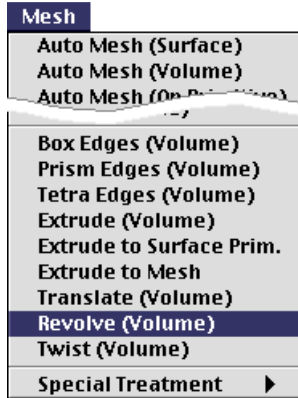 Mesh
Auto Mesh (Surface)
Auto Mesh (Volume)
Auto Mesh (On
Box Edges (Volume)
Prism Edges (Volume)
Tetra Edges (Volume)
Extrude (Volume)
Extrude to Surface Prim.
Extrude to Mesh
Translate (Volume)
Revolve (Volume)
Twist (Volume)
Special Treatment